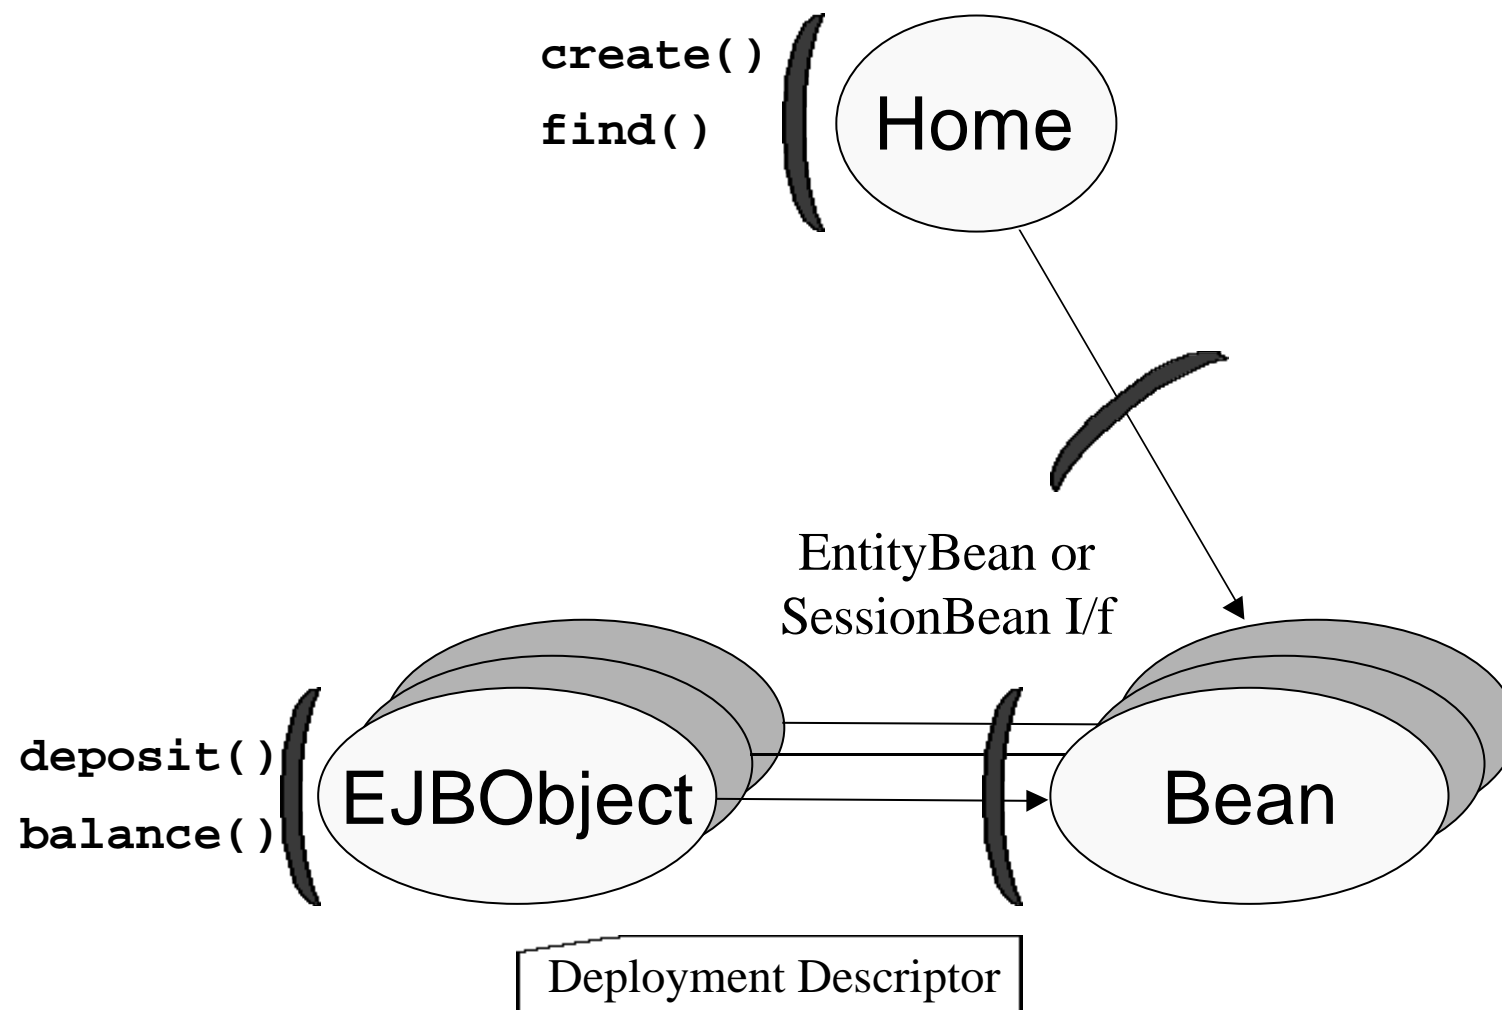 create()
find()
Home
EntityBean or
SessionBean I/f
deposit()
balance()
EJBObject
Bean
Deployment Descriptor